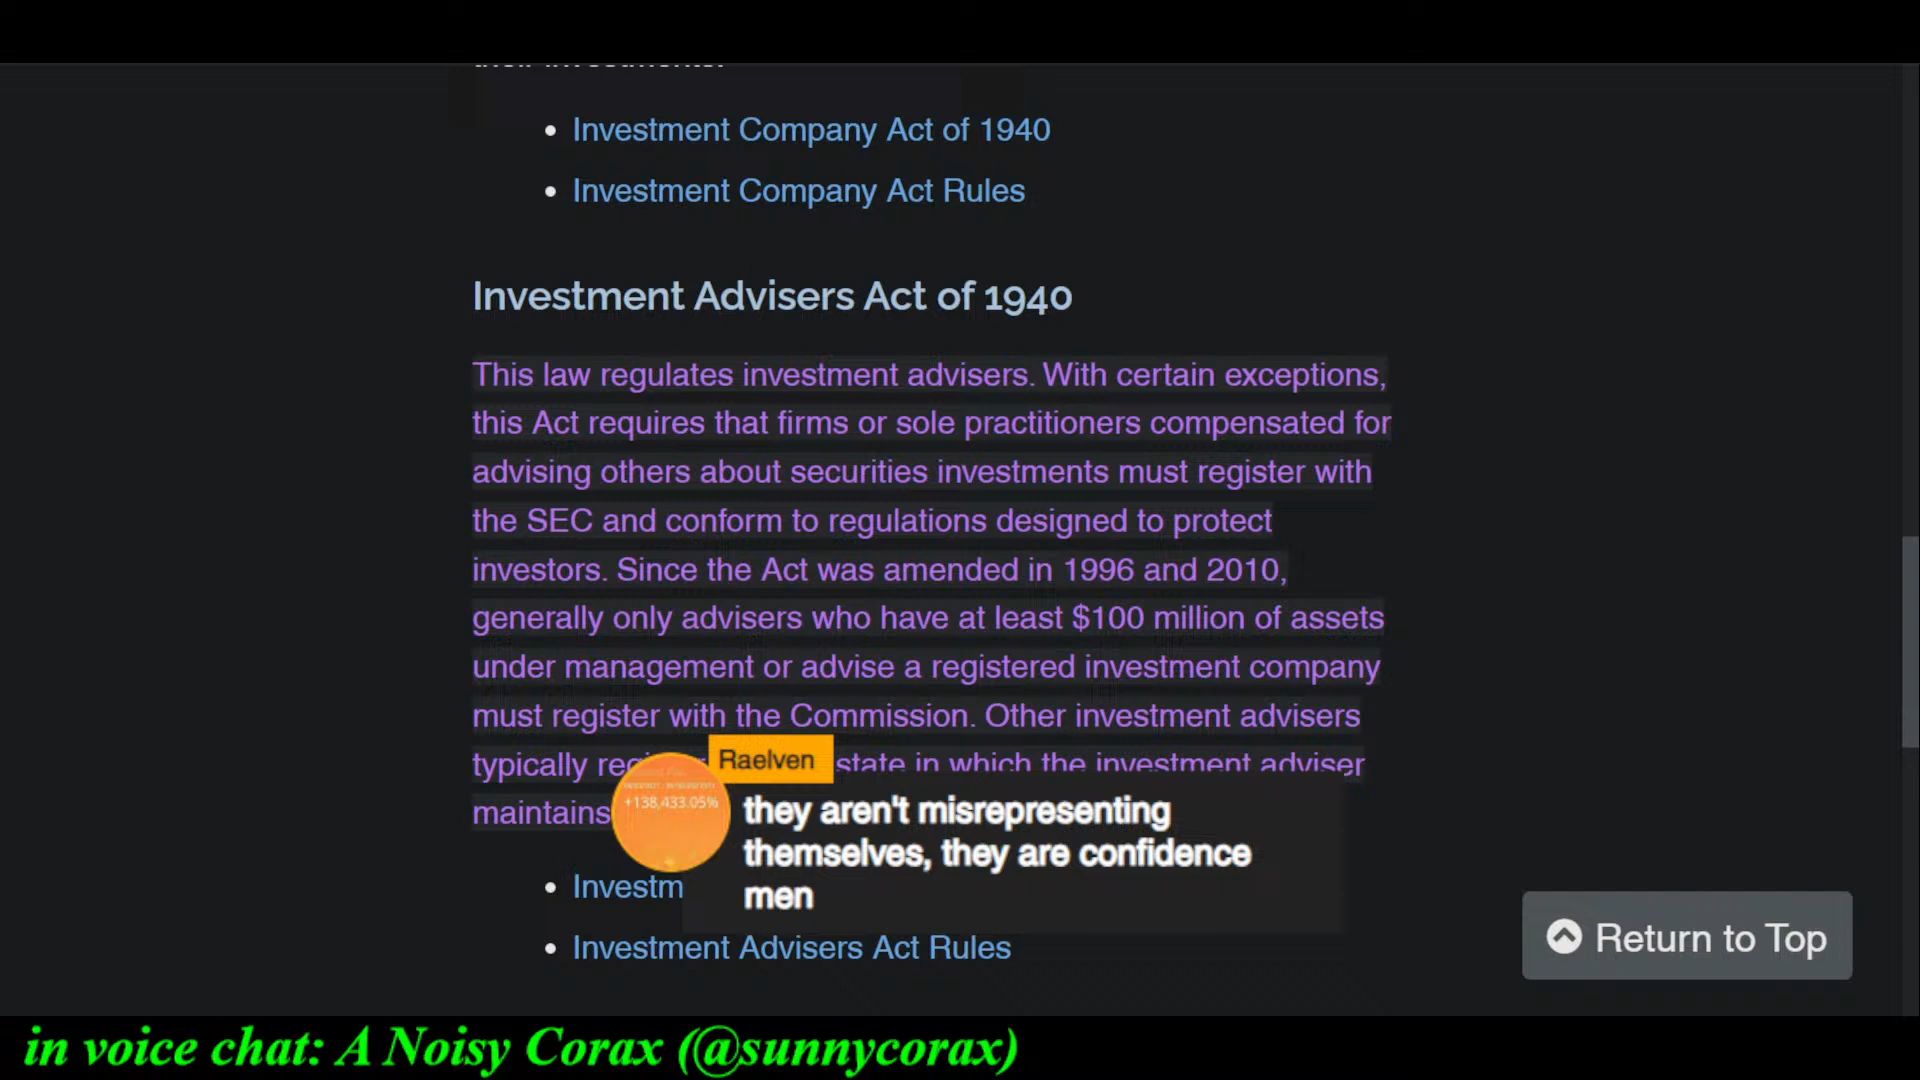 Investment Company Act of 1940
Investment Company Act Rules
Investment Advisers Act of 1940
This law regulates investment advisers. With certain exceptions,
this Act requires that firms or sole practitioners compensated for
advising others about securities investments must register with
the SEC and conform to regulations designed to protect
investors. Since the Act was amended in 1996 and 2010,
generally only advisers who have at least $100 million of assets
under management or advise a registered investment company
must register with the Commission. Other investment advisers
typically state in which the investment adviser
maintains
Raelven
+138,433.05%
they aren't misrepresenting
themselves, they are confidence
men
Investm
Investment Advisers Act Rules
Return to Top
in voice chat: A Noisy Corax (@sunnycorax)